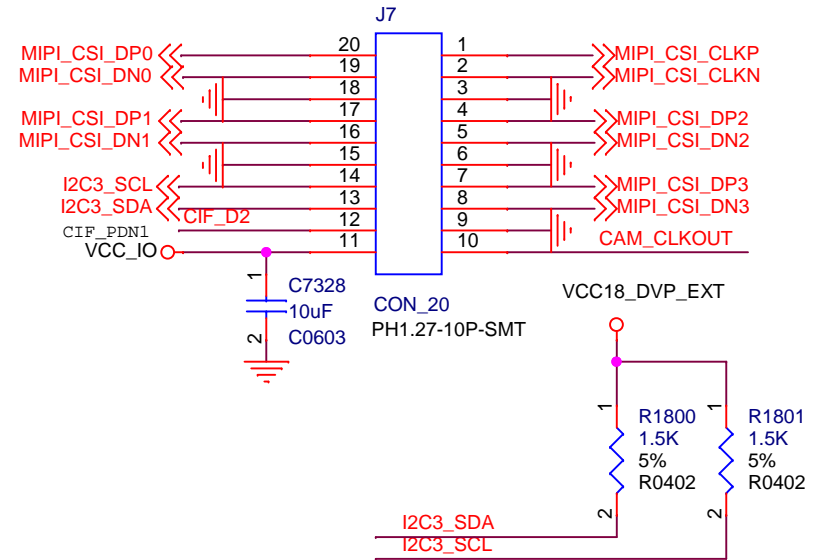 J7
MIPI_CSI_DP0 20 1 MIPI_CSI_CLKP
MIPI_CSI_DN0 19 2 MIPI_CSI_CLKN
18 3
MIPI_CSI_DP1 17 4 MIPI_CSI_DP2
MIPI_CSI_DN1 16 5 MIPI_CSI_DN2
15 6
I2C3_SCL 14 7 MIPI_CSI_DP3
I2C3_SDA 13 8 MIPI_CSI_DN3
CIF_D2
CIF_PDN1 12 9
VCC_IO 11 10 CAM_CLKOUT
1 C7328
10uF
2 C0603
CON_20
PH1.27-10P-SMT
VCC18_DVP_EXT
1 R1800 1 R1801
1.5K 1.5K
5% 5%
R0402 R0402
2 2
I2C3_SDA
I2C3_SCL